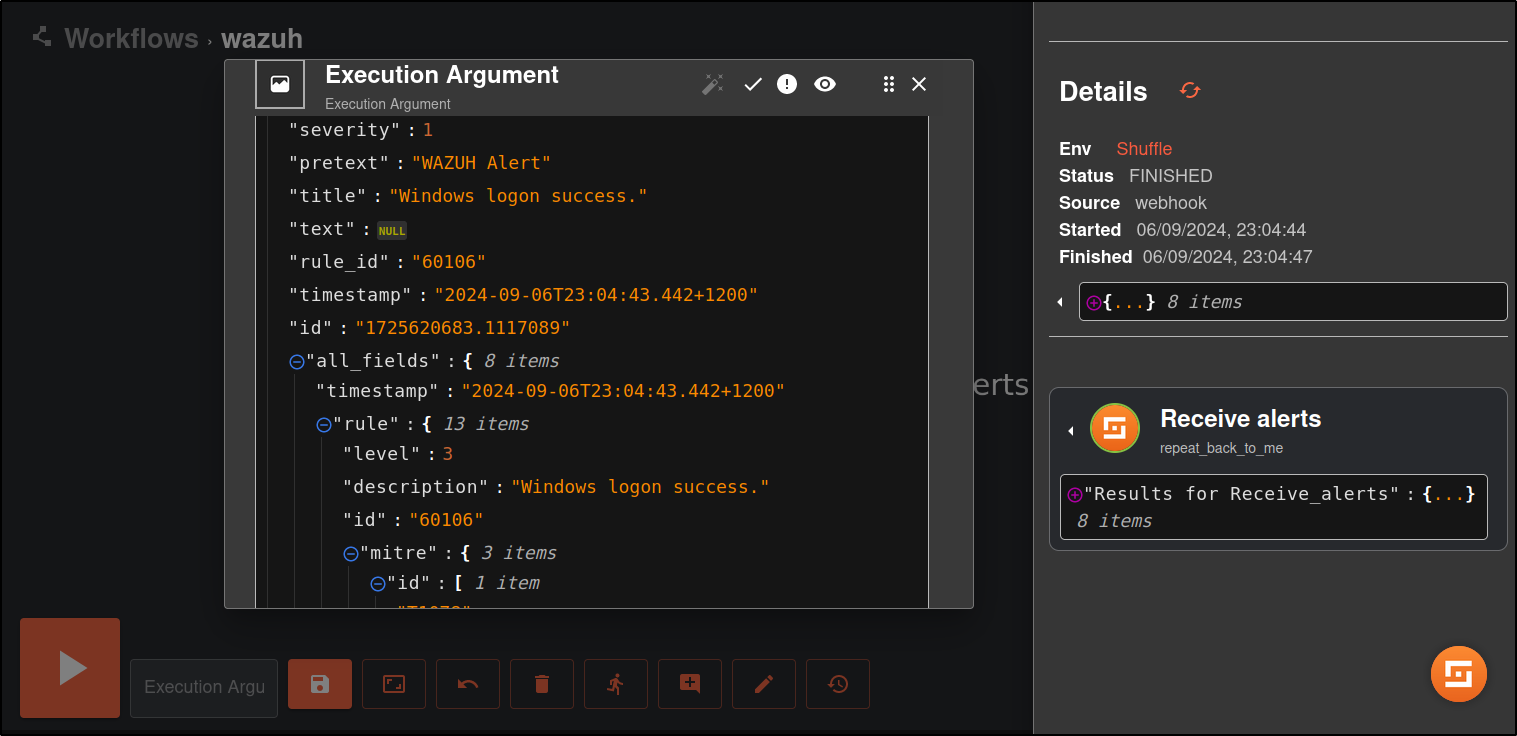 Workflows › wazuh
Execution Argument
Execution Argument
"severity" : 1
"pretext" : "WAZUH Alert"
"title" : "Windows logon success."
"text" : NULL
"rule_id" : "60106"
"timestamp" : "2024-09-06T23:04:43.442+1200"
"id" : "1725620683.1117089"
"all_fields" : { 8 items
"timestamp" : "2024-09-06T23:04:43.442+1200"
"rule" : { 13 items
"level" : 3
"description" : "Windows logon success."
"id" : "60106"
"mitre" : { 3 items
"id" : [ 1 item
erts
Execution Argu
Details
Env Shuffle
Status FINISHED
Source webhook
Started 06/09/2024, 23:04:44
Finished 06/09/2024, 23:04:47
{...} 8 items
Receive alerts
repeat_back_to_me
"Results for Receive_alerts" : {...}
8 items